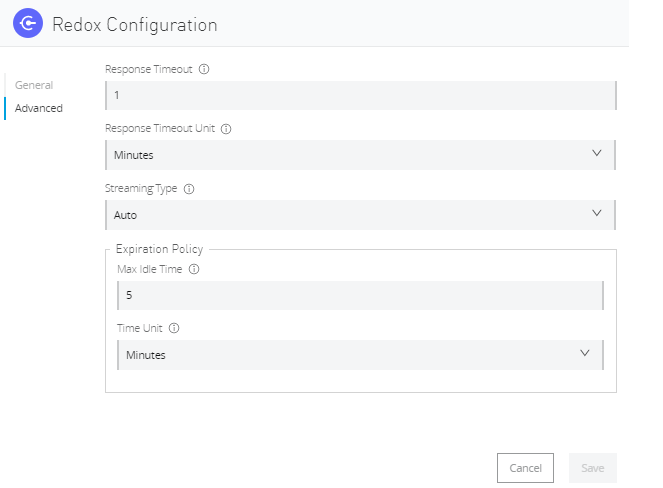 Redox Configuration
General
Advanced
Response Timeout
1
Response Timeout Unit
Minutes
Streaming Type
Auto
Expiration Policy
Max Idle Time
5
Time Unit
Minutes
Cancel
Save